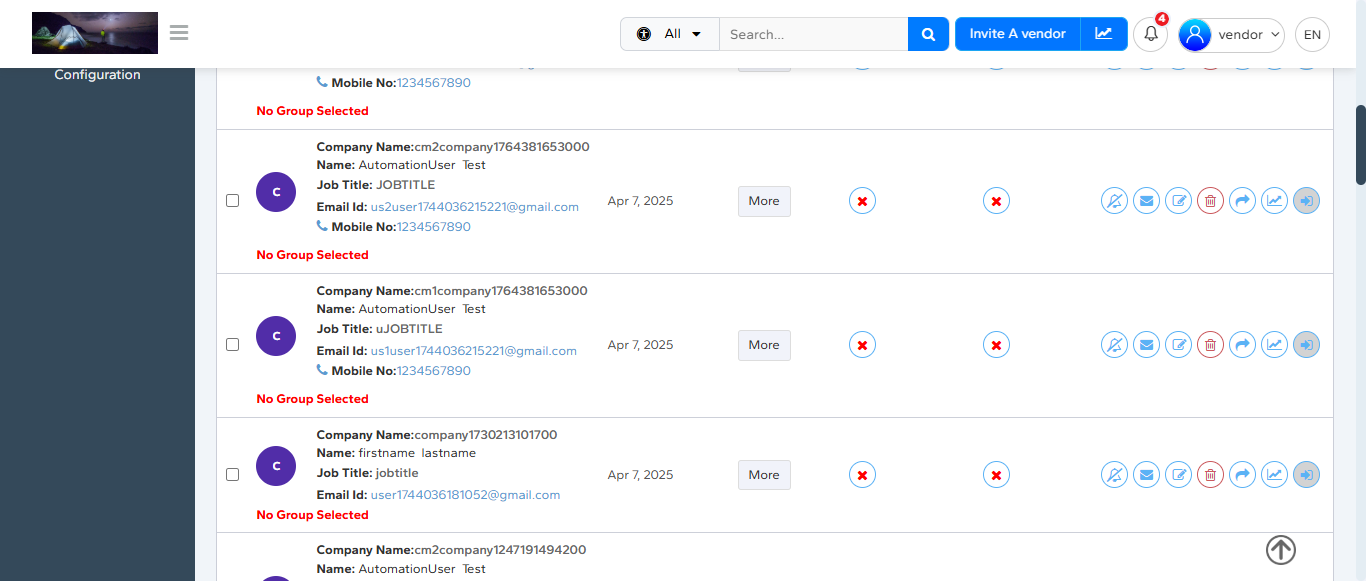 All
Search...
Invite A vendor
4
vendor
EN
Configuration
Mobile No:1234567890
No Group Selected
Company Name:cm2company1764381653000
Name: AutomationUser Test
Job Title: JOBTITLE
C
Email Id: us2user1744036215221@gmail.com
Apr 7, 2025
More
Mobile No:1234567890
No Group Selected
Company Name:cm1company1764381653000
Name: AutomationUser Test
Job Title: uJOBTITLE
C
Email Id: us1user1744036215221@gmail.com
Apr 7, 2025
More
Mobile No:1234567890
No Group Selected
Company Name:company1730213101700
Name: firstname lastname
Job Title: jobtitle
C
Email Id: user1744036181052@gmail.com
Apr 7, 2025
More
No Group Selected
Company Name:cm2company1247191494200
Name: AutomationUser Test